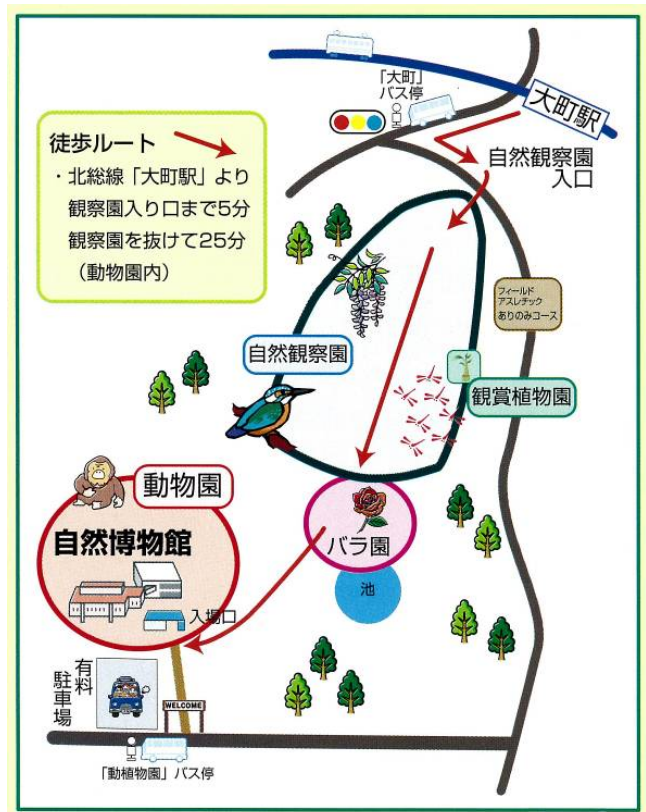 「大町」
バス停
大町駅
徒歩ルート
・北総線「大町駅」より
観察園入り口まで5分
観察園を抜けて25分
（動物園内）
自然観察園
入口
フィールド
アスレチック
ありのみコース
自然観察園
観賞植物園
動物園
自然博物館
入場口
バラ園
池
有料
駐車場
WELCOME
「動植物園」バス停